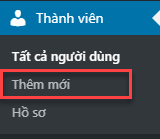 Thành viên
Tất cả người dùng
Thêm mới
Hồ sơ